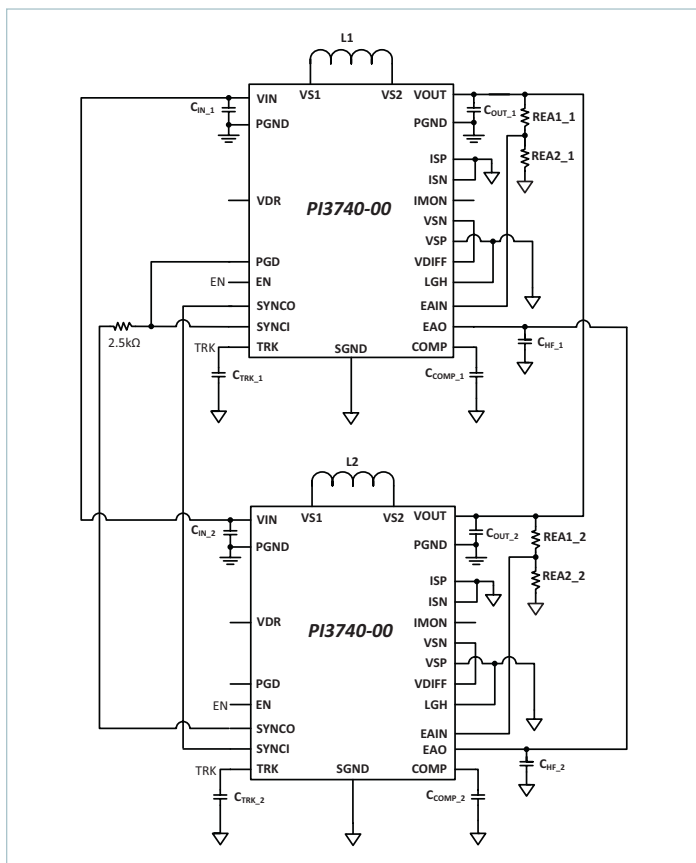 L1
VS1
VS2
VIN
VOUT
C_IN_1
C_OUT_1
REA1_1
PGND
PGND
REA2_1
ISP
ISN
VDR
IMON
PI3740-00
VSN
VSP
PGD
VDIFF
EN
EN
LGH
SYNCO
EAIN
SYNCI
EAO
2.5kΩ
TRK
TRK
SGND
COMP
C_HF_1
C_TRK_1
C_COMP_1
L2
VS1
VS2
VIN
VOUT
C_IN_2
C_OUT_2
REA1_2
PGND
PGND
REA2_2
ISP
ISN
VDR
IMON
PI3740-00
VSN
VSP
PGD
VDIFF
EN
EN
LGH
SYNCO
EAIN
SYNCI
EAO
TRK
TRK
SGND
COMP
C_HF_2
C_TRK_2
C_COMP_2